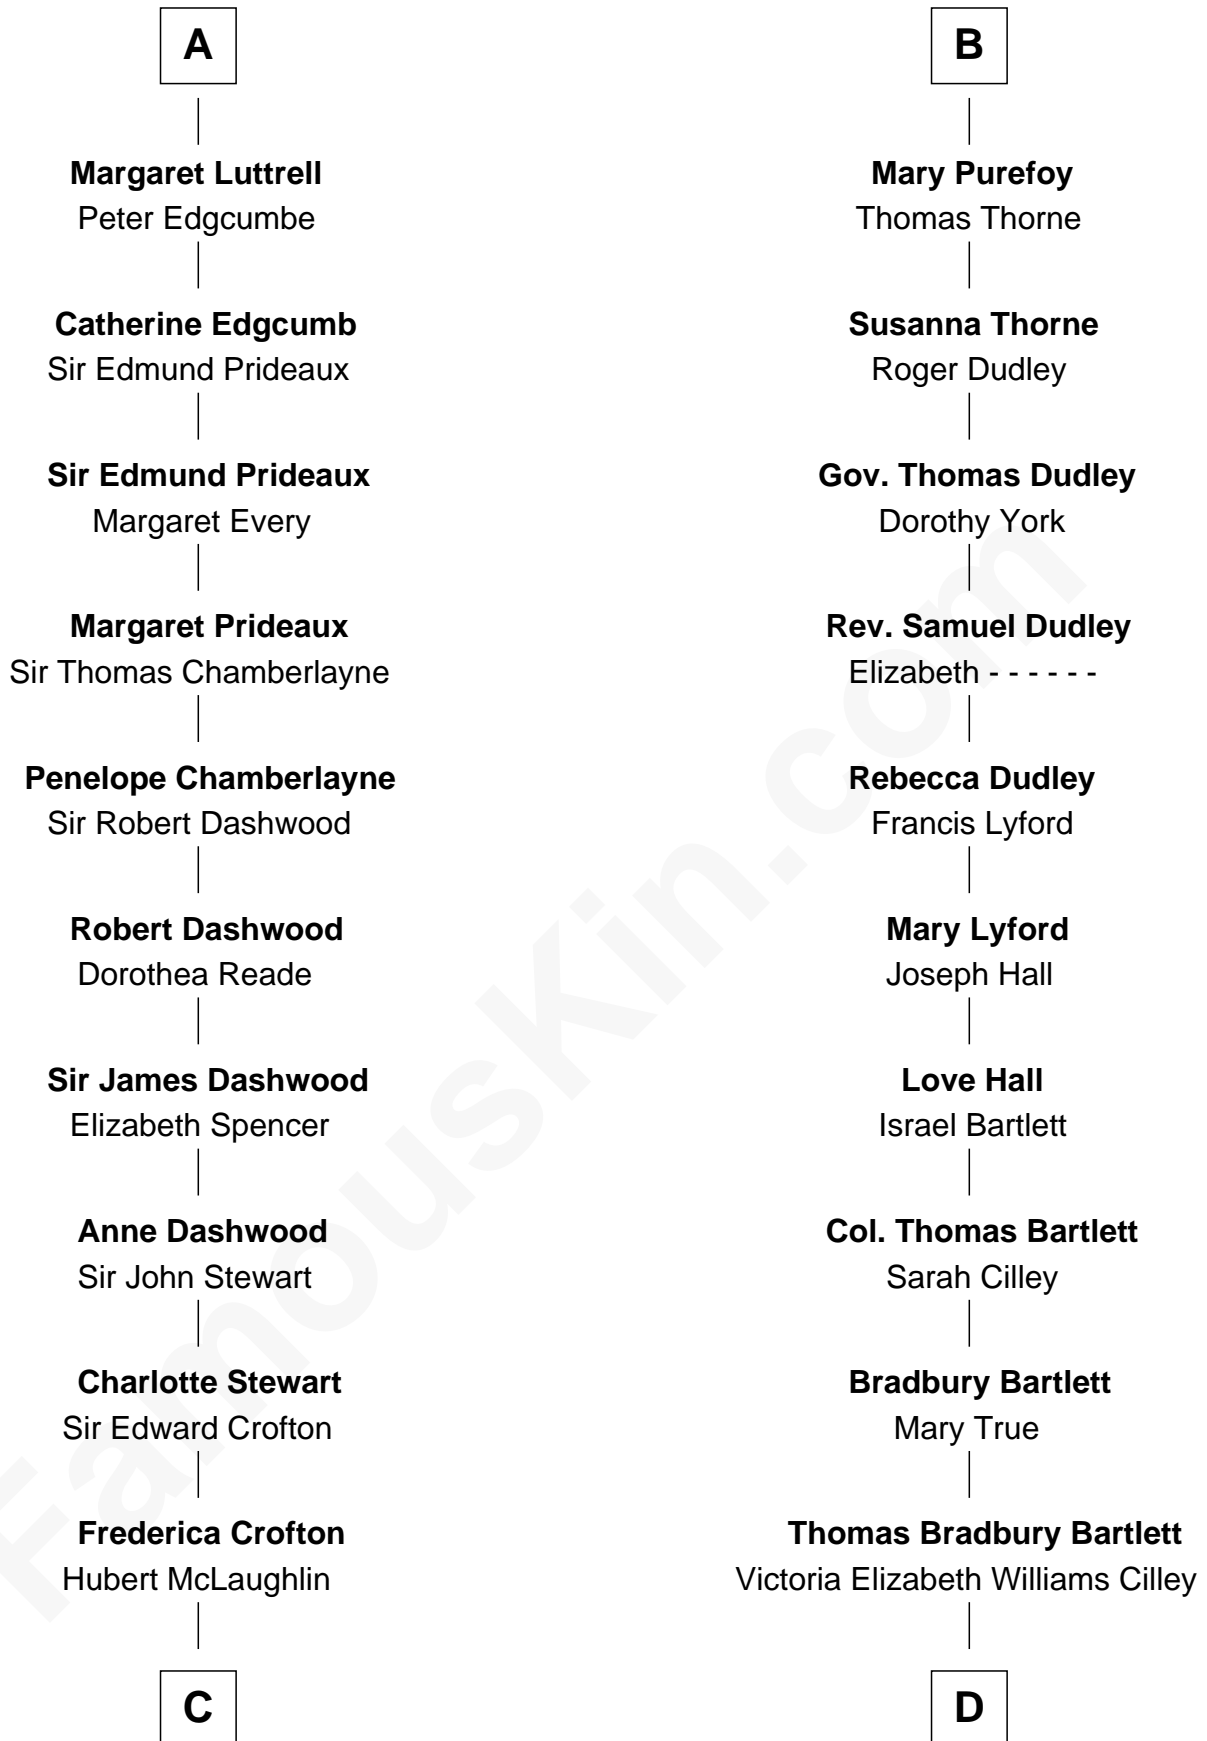 A
Margaret Luttrell
Peter Edgcumbe
Catherine Edgcumb
Sir Edmund Prideaux
Sir Edmund Prideaux
Margaret Every
Margaret Prideaux
Sir Thomas Chamberlayne
Penelope Chamberlayne
Sir Robert Dashwood
Robert Dashwood
Dorothea Reade
Sir James Dashwood
Elizabeth Spencer
Anne Dashwood
Sir John Stewart
Charlotte Stewart
Sir Edward Crofton
Frederica Crofton
Hubert McLaughlin
C
B
Mary Purefoy
Thomas Thorne
Susanna Thorne
Roger Dudley
Gov. Thomas Dudley
Dorothy York
Rev. Samuel Dudley
Elizabeth - - - - - -
Rebecca Dudley
Francis Lyford
Mary Lyford
Joseph Hall
Love Hall
Israel Bartlett
Col. Thomas Bartlett
Sarah Cilley
Bradbury Bartlett
Mary True
Thomas Bradbury Bartlett
Victoria Elizabeth Williams Cilley
D
FamousKin.com